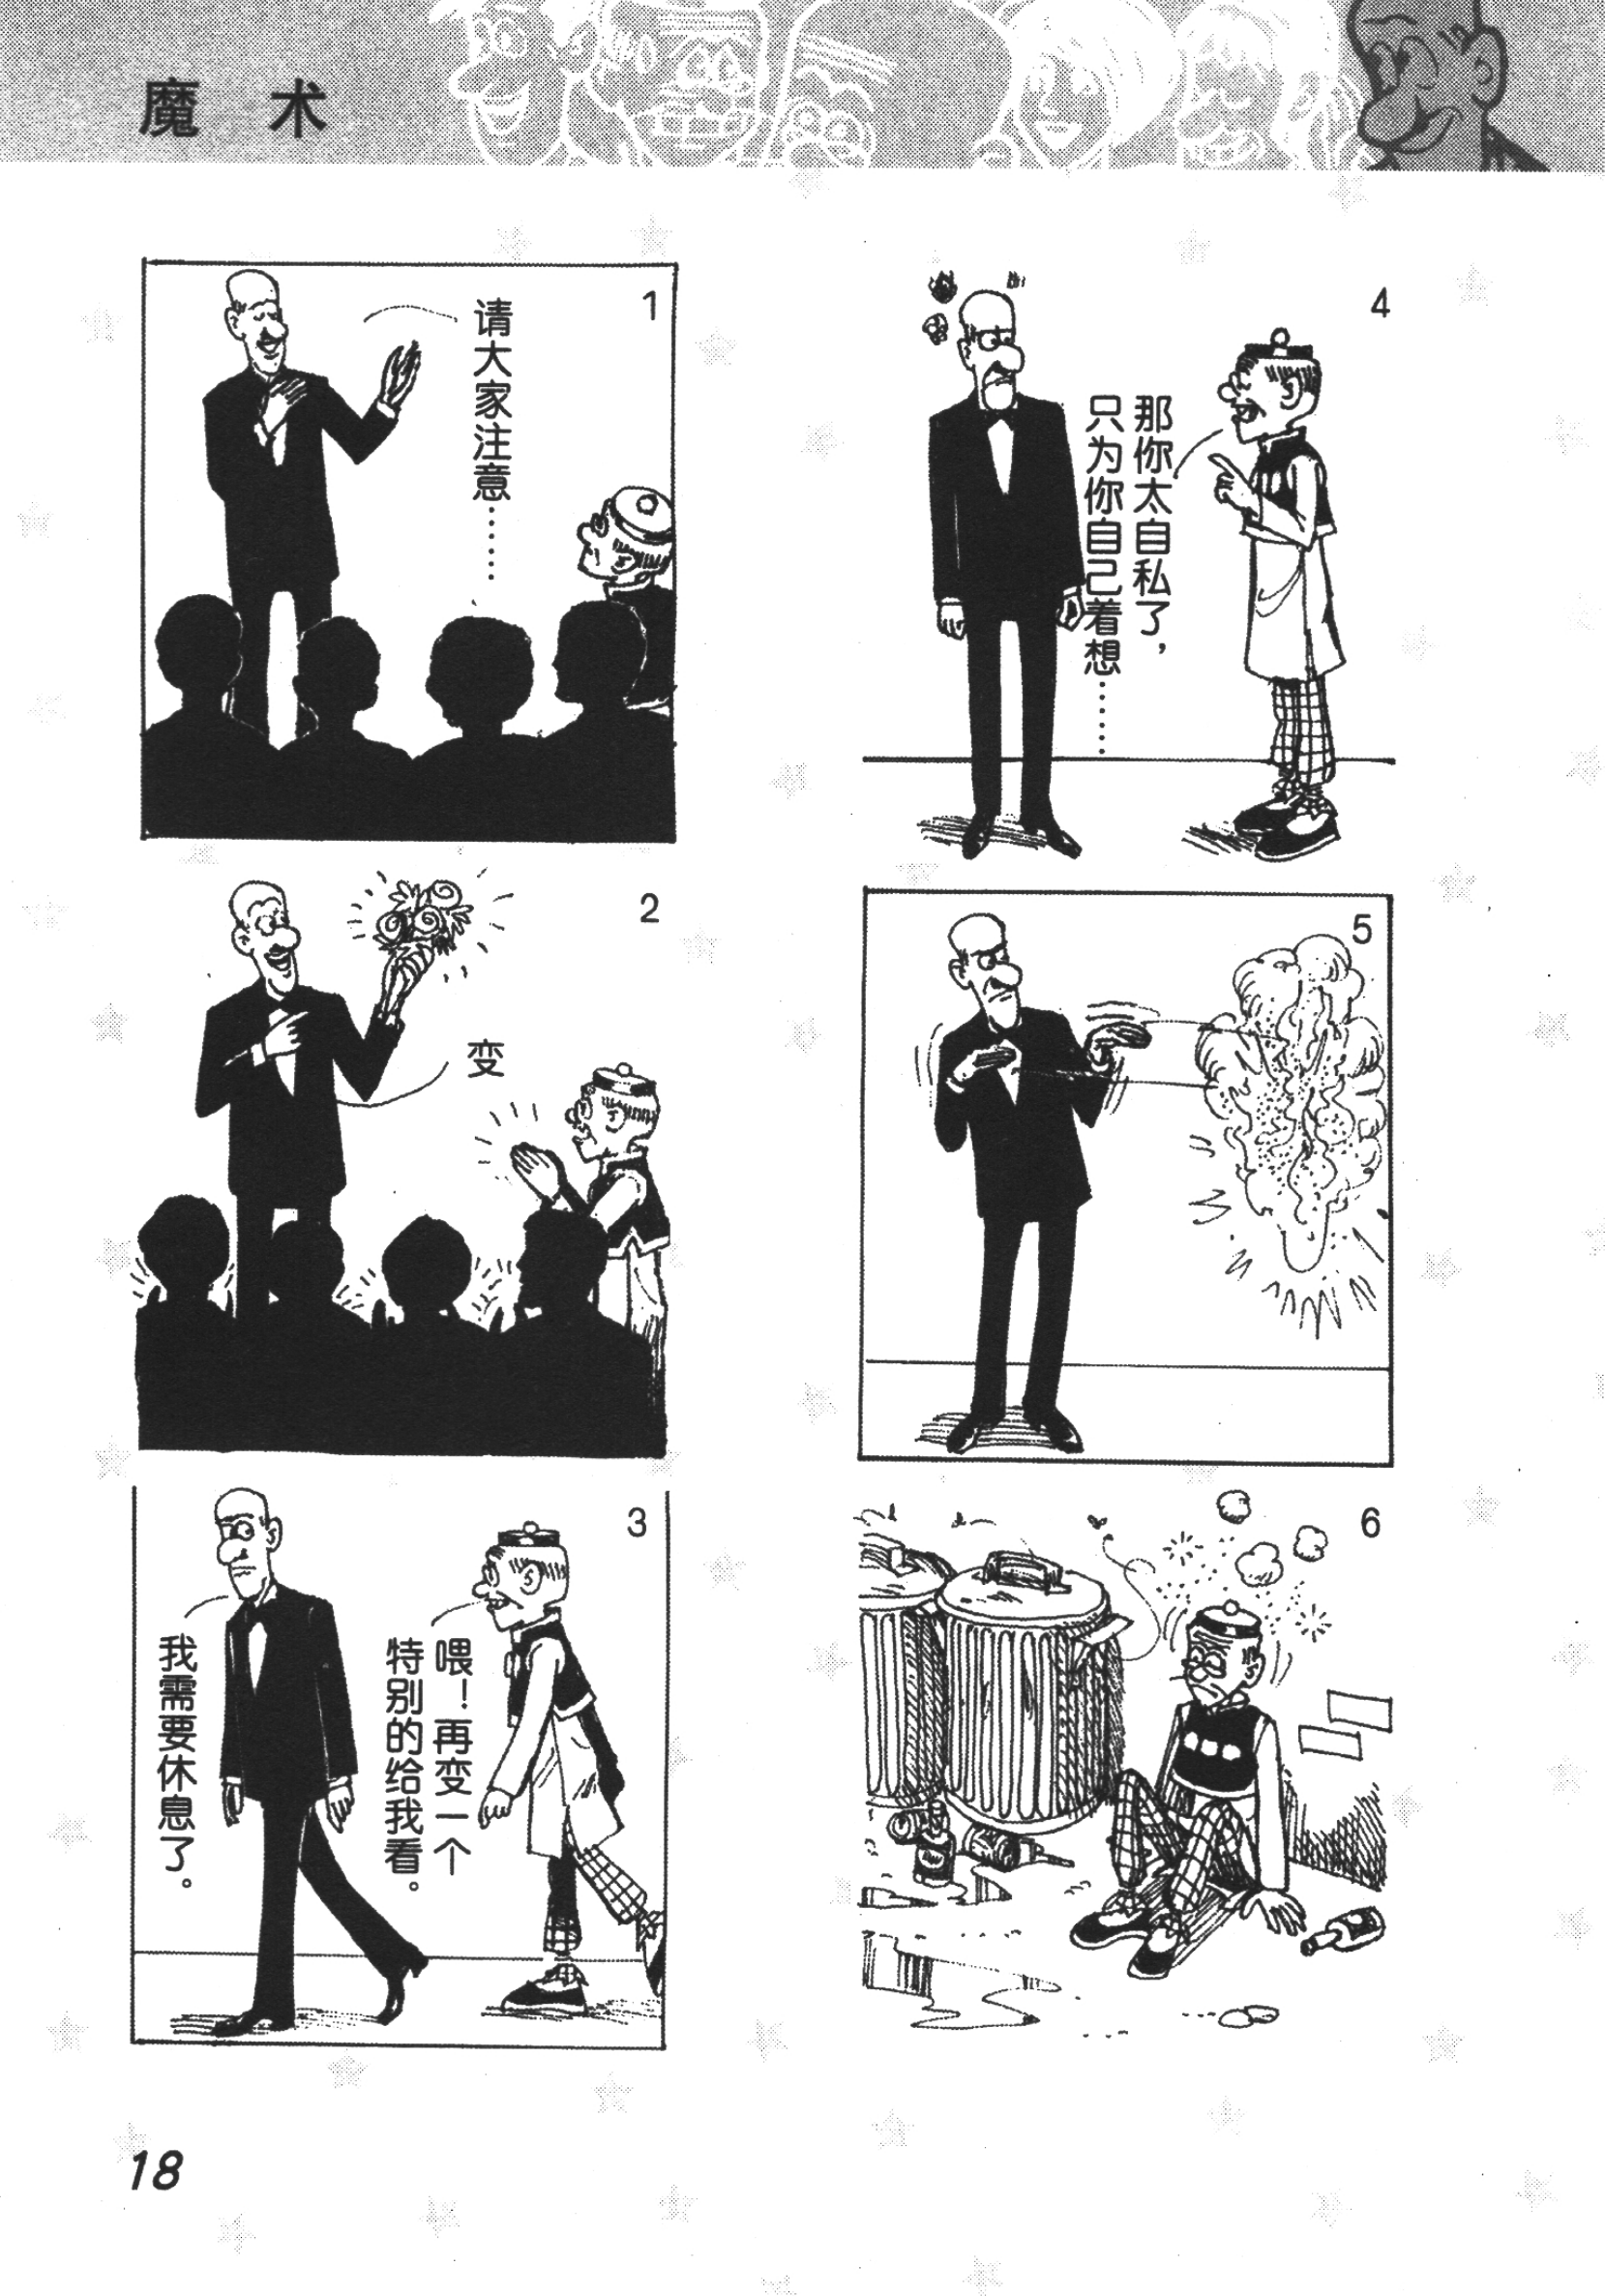 魔术
1
请大家注意……
2
变
3
喂！再变一个
特别的给我看。
我需要休息了。
4
那你太自私了，
只为你自己着想……
5
6
18